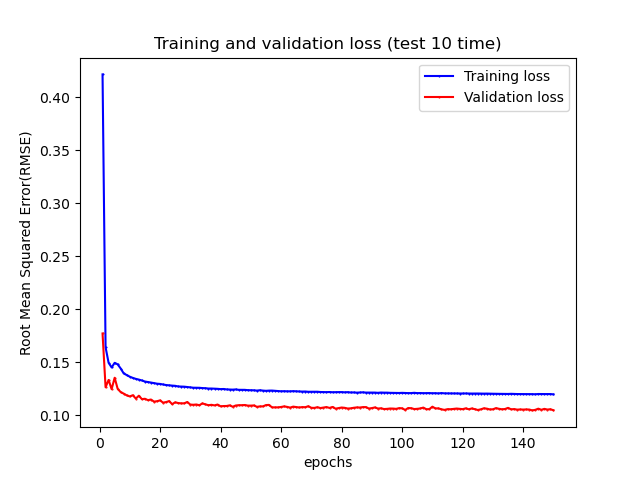 Training and validation loss (test 10 time)
Training loss
Validation loss
Root Mean Squared Error(RMSE)
0.40
0.35
0.30
0.25
0.20
0.15
0.10
0 20 40 60 80 100 120 140
epochs